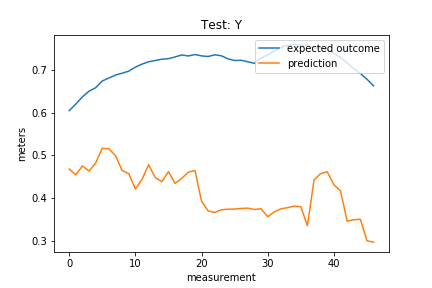 Test: Y
expected outcome
prediction
meters
0.7
0.6
0.5
0.4
0.3
0 10 20 30 40
measurement